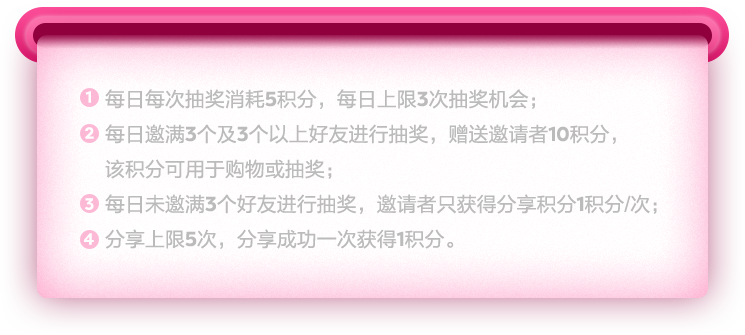 1 每日每次抽奖消耗5积分，每日上限3次抽奖机会；
2 每日邀满3个及3个以上好友进行抽奖，赠送邀请者10积分，
该积分可用于购物或抽奖；
3 每日未邀满3个好友进行抽奖，邀请者只获得分享积分1积分/次；
4 分享上限5次，分享成功一次获得1积分。